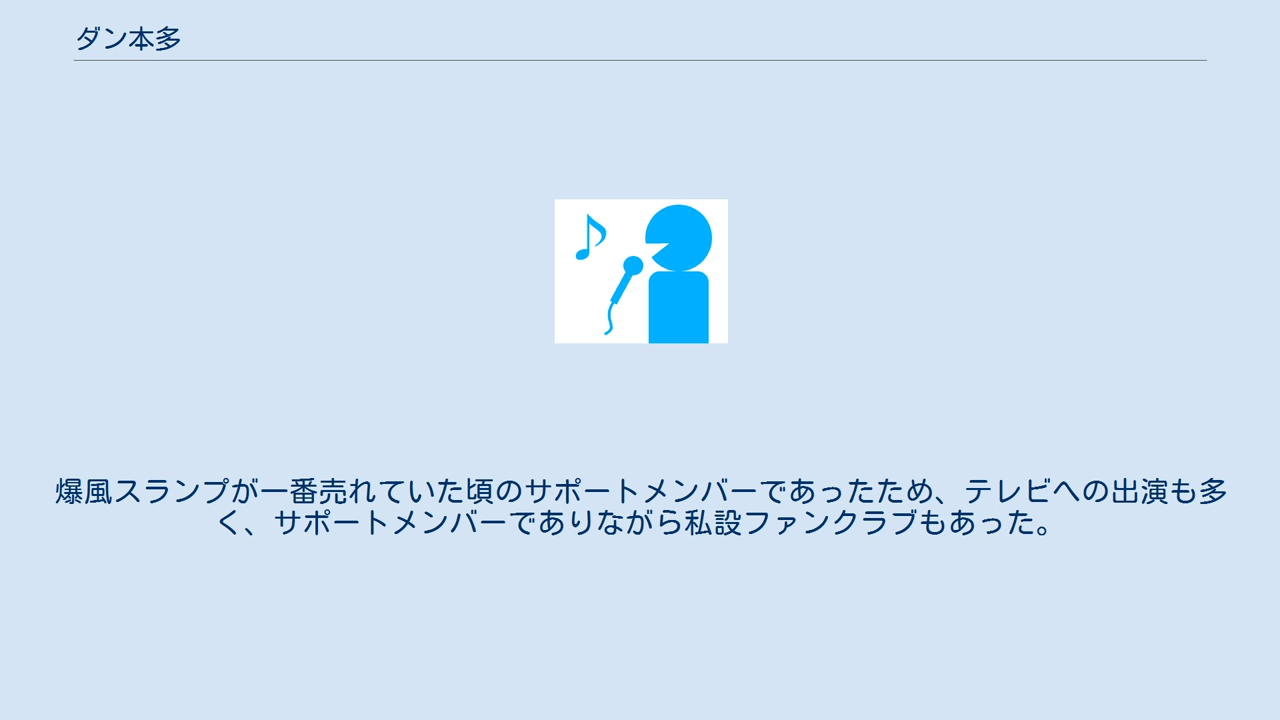 ダン本多
爆風スランプが一番売れていた頃のサポートメンバーであったため、テレビへの出演も多
く、サポートメンバーでありながら私設ファンクラブもあった。